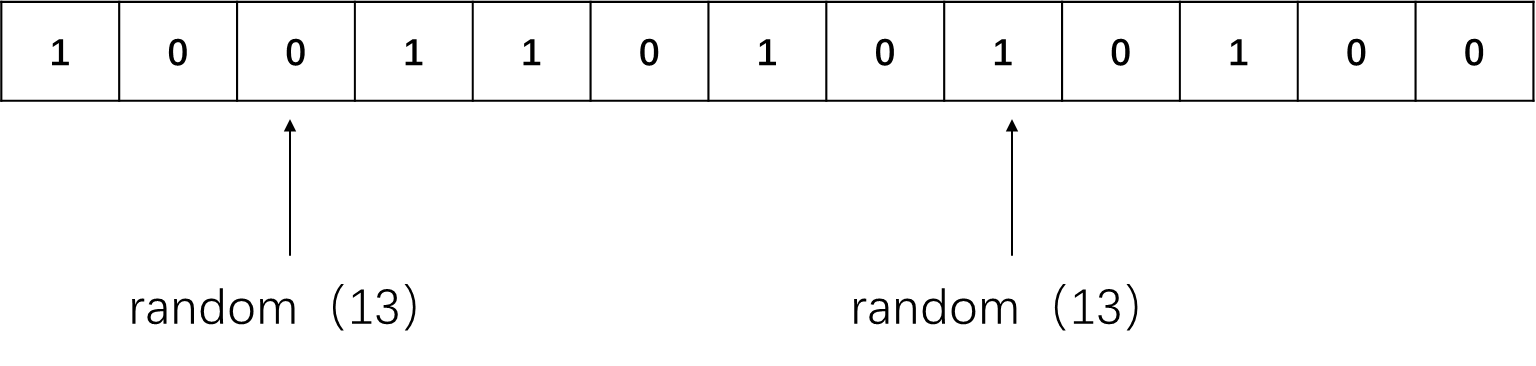 1 0 0 1 1 0 1 0 1 0 1 0 0
random（13） random（13）